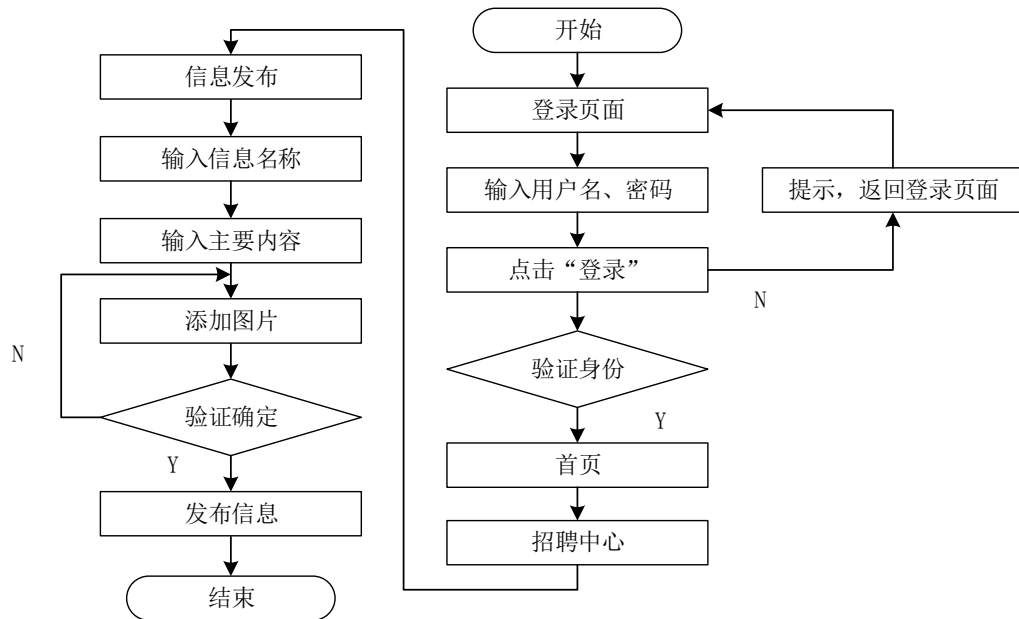 开始
登录页面
输入用户名、密码
提示，返回登录页面
点击“登录”
N
验证身份
Y
首页
招聘中心
信息发布
输入信息名称
输入主要内容
添加图片
N
验证确定
Y
发布信息
结束